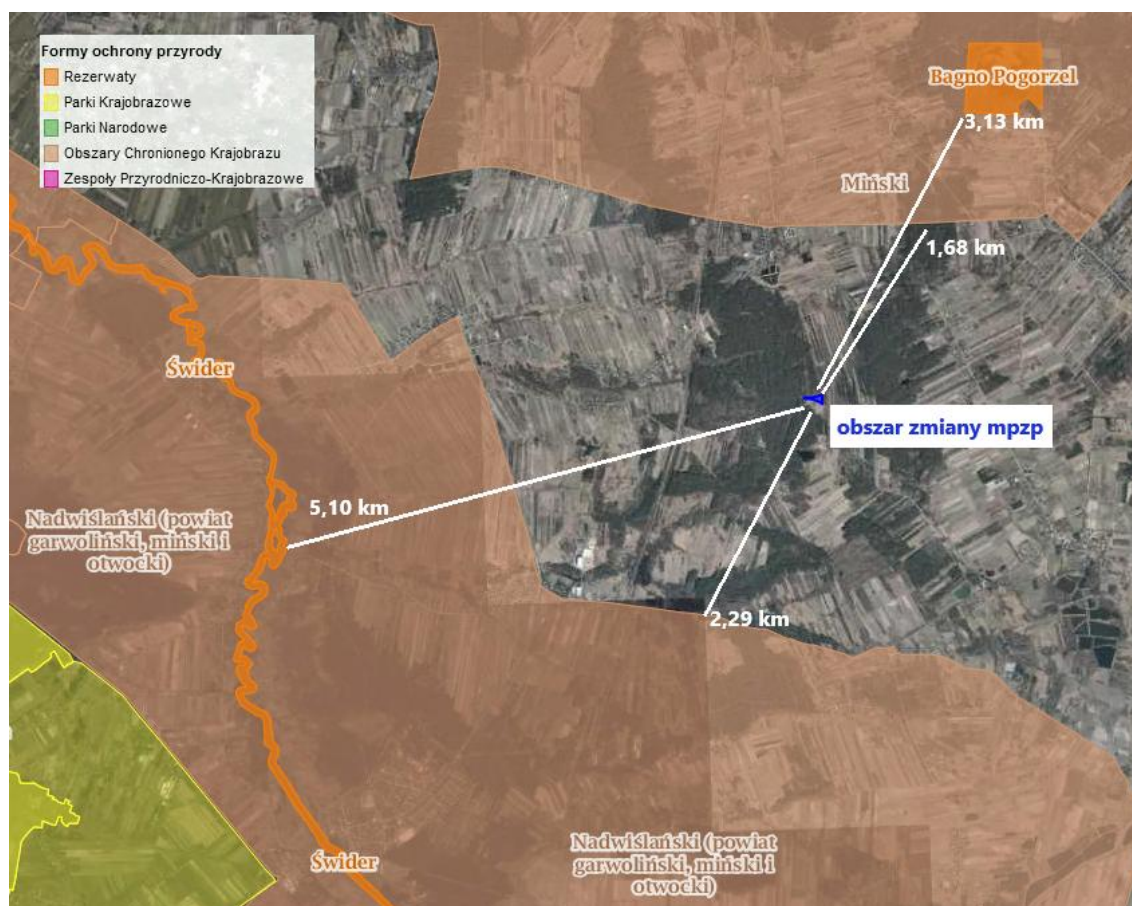 Formy ochrony przyrody
Rezerwaty
Parki Krajobrazowe
Parki Narodowe
Obszary Chronionego Krajobrazu
Zespoły Przyrodniczo-Krajobrazowe
Bagno Pogorzel
3,13 km
Miński
1,68 km
Świder
obszar zmiany mpzp
5,10 km
Nadwiślański (powiat
garwoliński, miński i
otwocki)
2,29 km
Nadwiślański (powiat
garwoliński, miński i
otwocki)
Świder